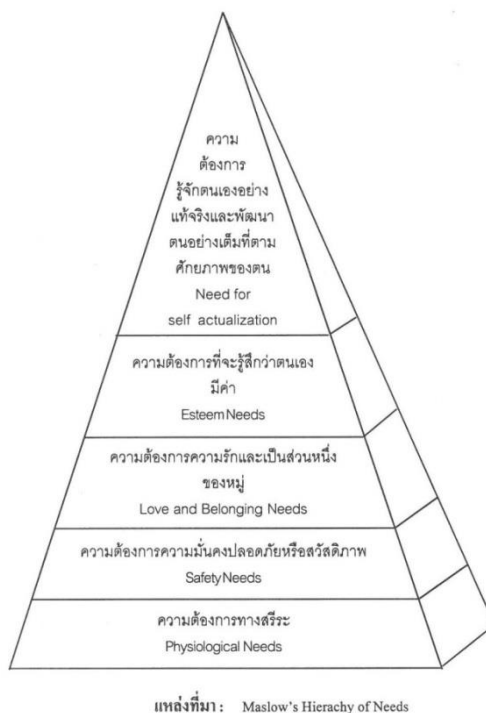 ความ
ต้องการ
รู้จักตนเองอย่าง
แท้จริงและพัฒนา
ตนอย่างเต็มที่ตาม
ศักยภาพของตน
Need for
self actualization
ความต้องการที่จะรู้สึกว่าตนเอง
มีค่า
Esteem Needs
ความต้องการความรักและเป็นส่วนหนึ่ง
ของหมู่
Love and Belonging Needs
ความต้องการความมั่นคงปลอดภัยหรือสวัสดิภาพ
Safety Needs
ความต้องการทางสรีระ
Physiological Needs
แหล่งที่มา : Maslow's Hierachy of Needs